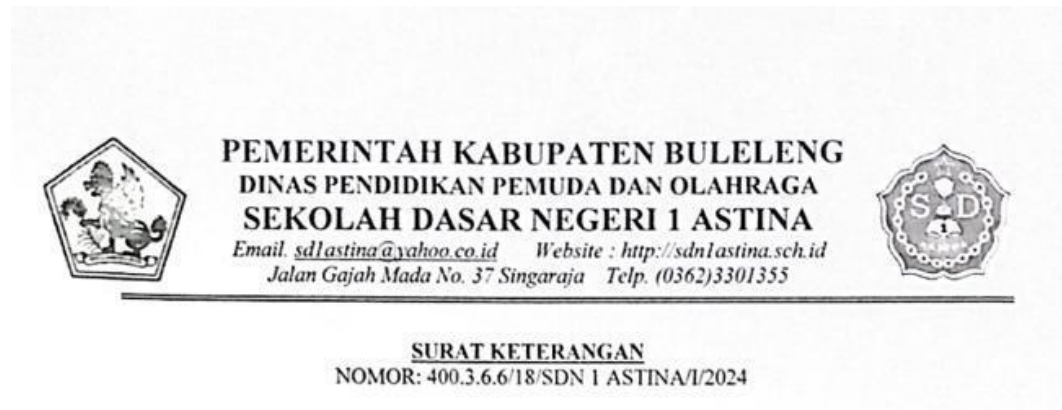 PEMERINTAH KABUPATEN BULELENG
DINAS PENDIDIKAN PEMUDA DAN OLAHRAGA
SEKOLAH DASAR NEGERI 1 ASTINA
Email. sd1astina@yahoo.co.id Website : http://sdn1astina.sch.id
Jalan Gajah Mada No. 37 Singaraja Telp. (0362)3301355
S D
1
SURAT KETERANGAN
NOMOR: 400.3.6.6/18/SDN 1 ASTINA/I/2024